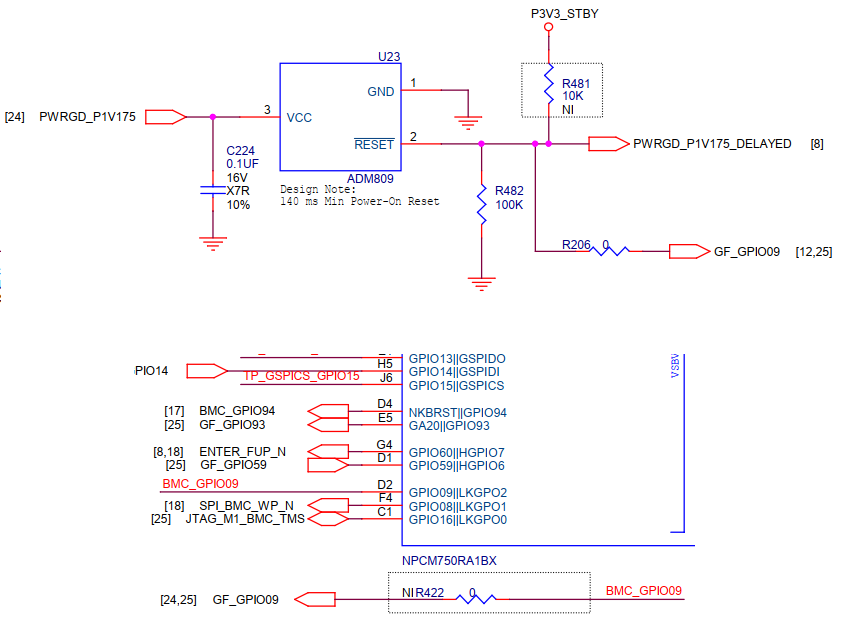 P3V3_STBY
U23
R481
10K
NI
GND
1
[24] PWRGD_P1V175
3
VCC
RESET
2
PWRGD_P1V175_DELAYED [8]
C224
0.1UF
16V
X7R
10%
ADM809
Design Note:
140 ms Min Power-On Reset
R482
100K
R206 0
GF_GPIO09 [12,25]
GPIO13||GSPIDO
VSBV
PIO14
H5
GPIO14||GSPIDI
TP_GSPICS_GPIO15
J6
GPIO15||GSPICS
[17] BMC_GPIO94
D4
NKBRST||GPIO94
[25] GF_GPIO93
E5
GA20||GPIO93
[8,18] ENTER_FUP_N
G4
GPIO60||HGPIO7
[25] GF_GPIO59
D1
GPIO59||HGPIO6
BMC_GPIO09
D2
GPIO09||LKGPO2
[18] SPI_BMC_WP_N
F4
GPIO08||LKGPO1
[25] JTAG_M1_BMC_TMS
C1
GPIO16||LKGPO0
NPCM750RA1BX
[24,25] GF_GPIO09
NI R422 0
BMC_GPIO09